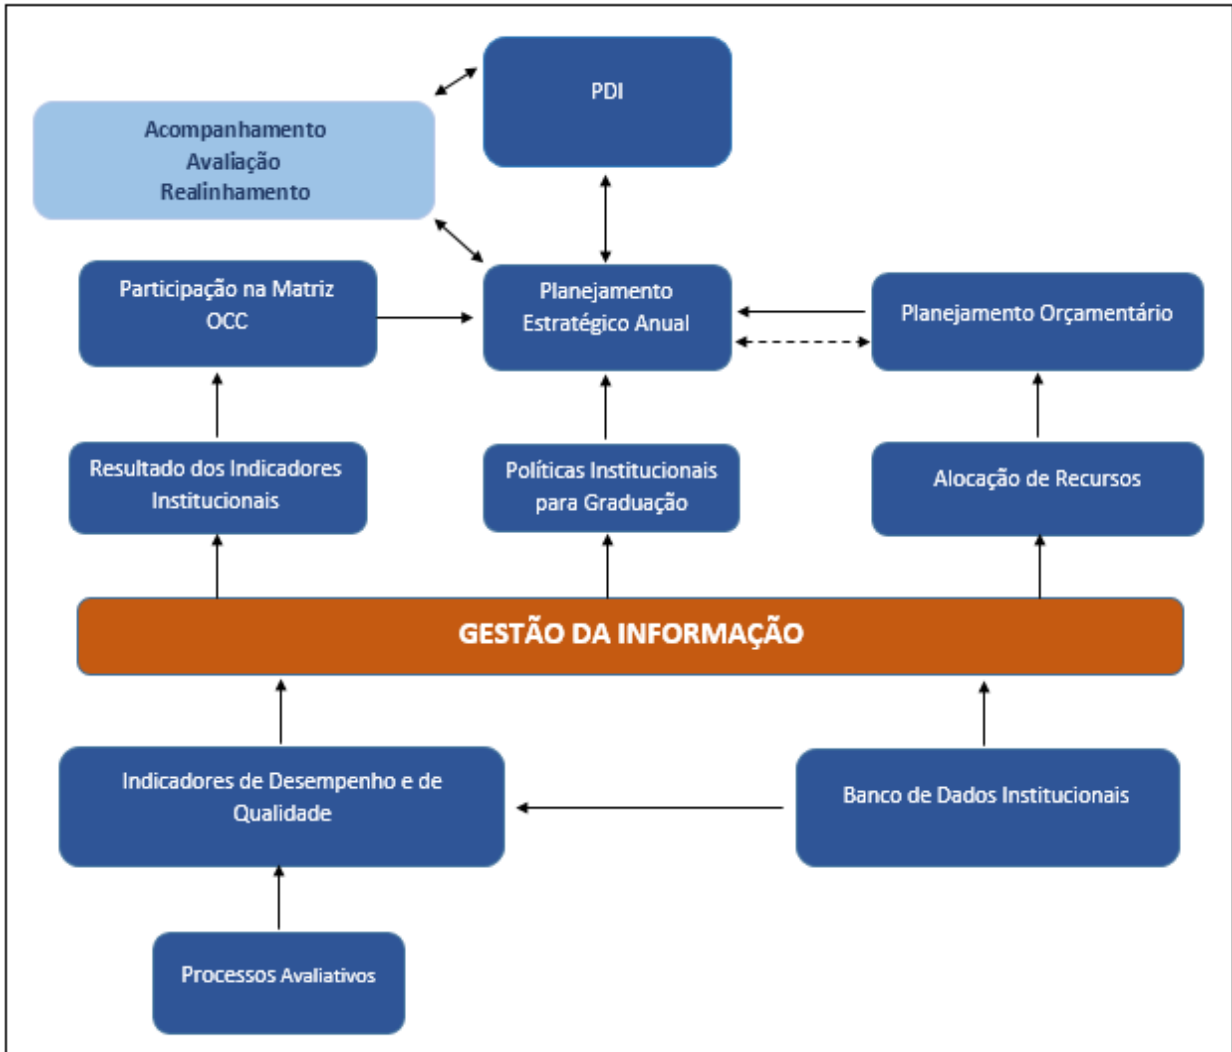 PDI
Acompanhamento
Avaliação
Realinhamento
Participação na Matriz
OCC
Planejamento
Estratégico Anual
Planejamento Orçamentário
Resultado dos Indicadores
Institucionais
Políticas Institucionais
para Graduação
Alocação de Recursos
GESTÃO DA INFORMAÇÃO
Indicadores de Desempenho e de
Qualidade
Banco de Dados Institucionais
Processos Avaliativos